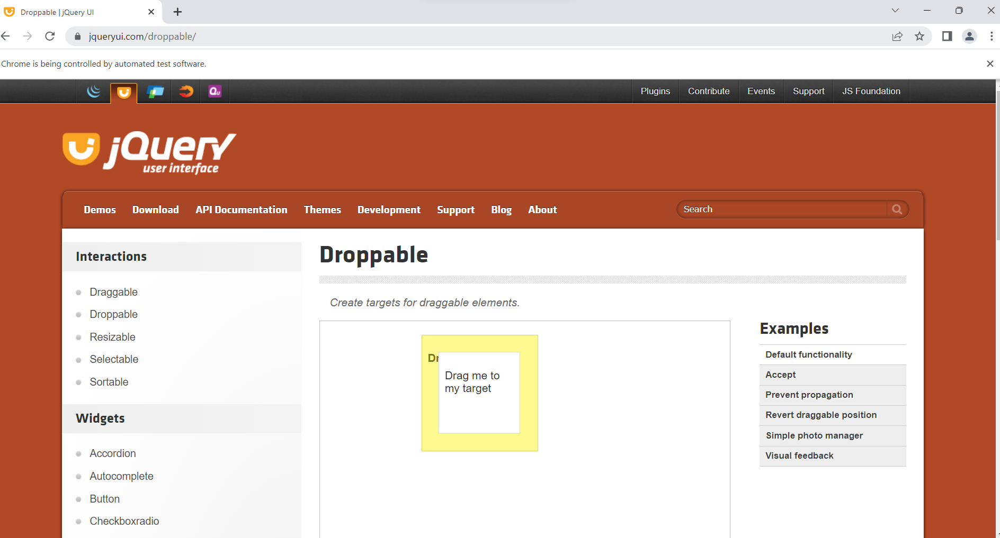 Droppable | jQuery UI
jqueryui.com/droppable/
Chrome is being controlled by automated test software.
Qu
Plugins
Contribute
Events
Support
JS Foundation
jQuery
user interface
Demos
Download
API Documentation
Themes
Development
Support
Blog
About
Search
Interactions
Draggable
Droppable
Resizable
Selectable
Sortable
Widgets
Accordion
Autocomplete
Button
Checkboxradio
Droppable
Create targets for draggable elements.
Dr
Drag me to
my target
Examples
Default functionality
Accept
Prevent propagation
Revert draggable position
Simple photo manager
Visual feedback